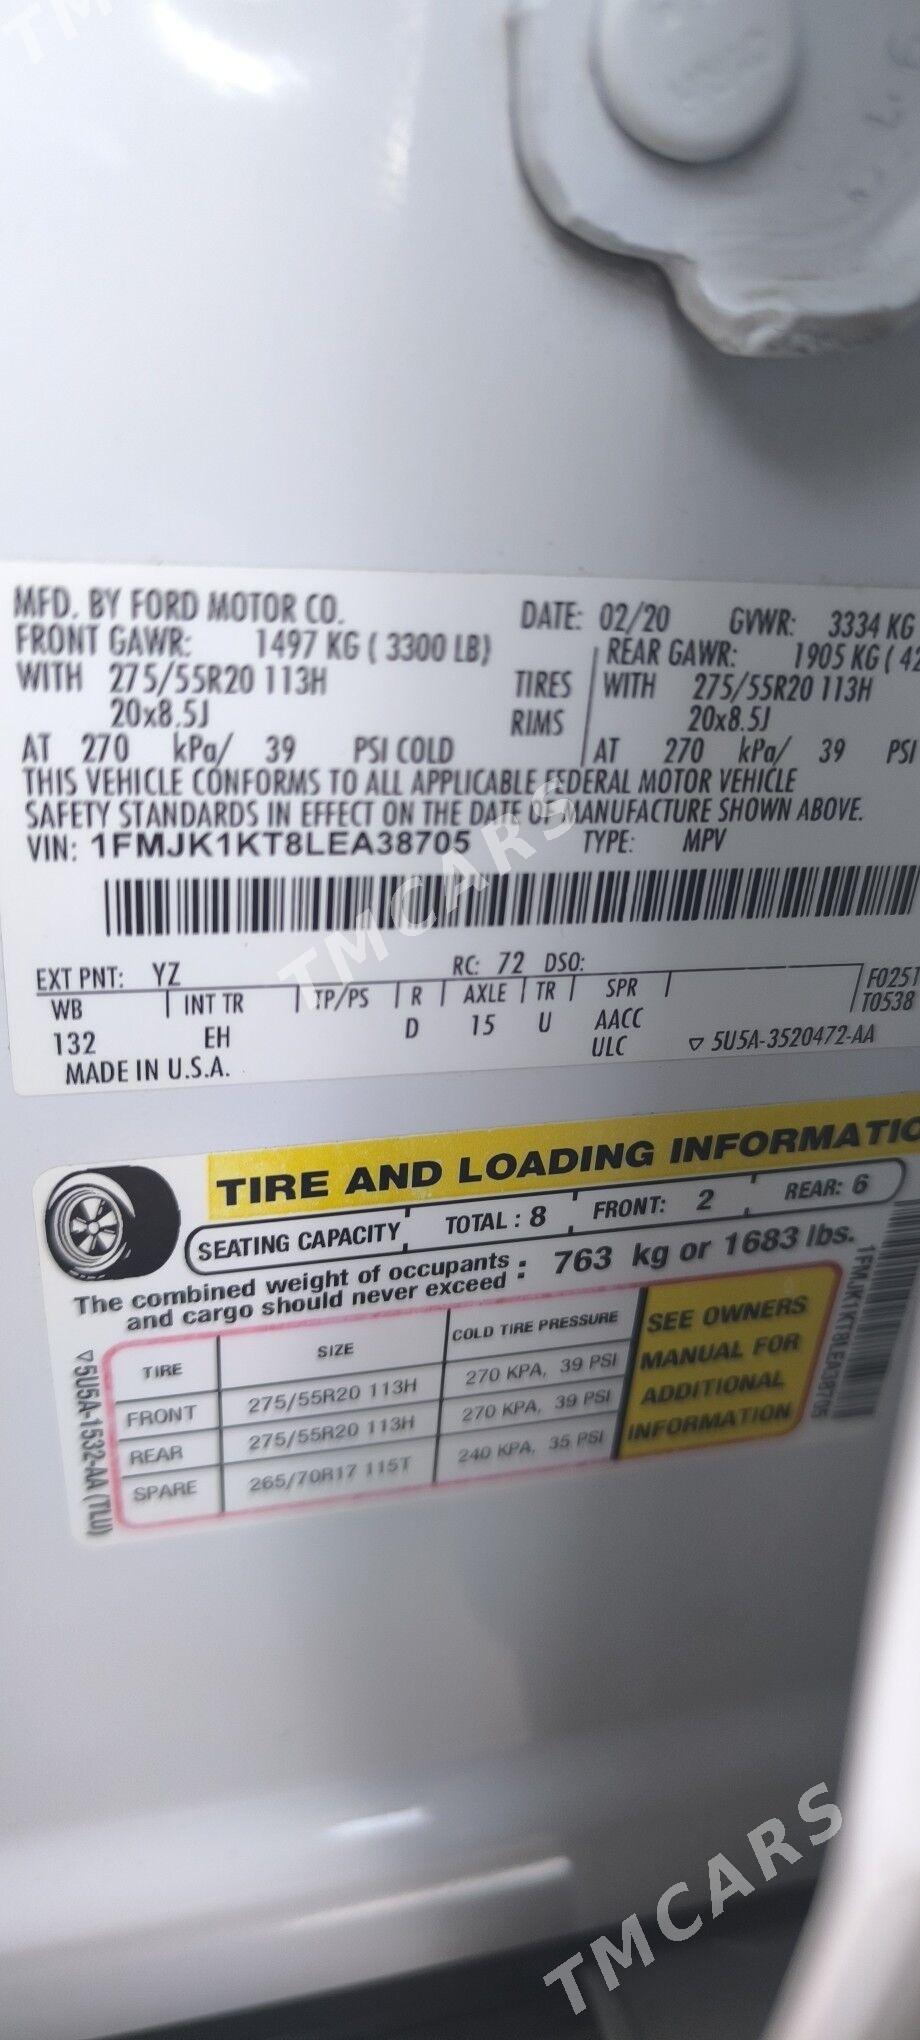 MFD. BY FORD MOTOR CO. DATE: 02/20 GVWR: 3334 KG
FRONT GAWR: 1497 KG ( 3300 LB) REAR GAWR: 1905 KG ( 42
WITH 275/55R20 113H TIRES WITH 275/55R20 113H
20x8.5J RIMS 20x8.5J
AT 270 kPa/ 39 PSI COLD AT 270 kPa/ 39 PSI
THIS VEHICLE CONFORMS TO ALL APPLICABLE FEDERAL MOTOR VEHICLE
SAFETY STANDARDS IN EFFECT ON THE DATE OF MANUFACTURE SHOWN ABOVE.
VIN: 1FMJK1KT8LEA38705 TYPE: MPV
EXT PNT: YZ RC: 72 DSO:
WB INT TR TP/PS R AXLE TR SPR F025T
T0538
132 EH D 15 U AACC
ULC 5U5A-3520472-AA
MADE IN U.S.A.
TIRE AND LOADING INFORMATIO
SEATING CAPACITY TOTAL : 8 FRONT: 2 REAR: 6
The combined weight of occupants
and cargo should never exceed : 763 kg or 1683 lbs.
TIRE SIZE COLD TIRE PRESSURE
FRONT 275/55R20 113H 270 KPA, 39 PSI
REAR 275/55R20 113H 270 KPA, 39 PSI
SPARE 265/70R17 115T 240 KPA, 35 PSI
SEE OWNERS
MANUAL FOR
ADDITIONAL
INFORMATION
5U5A-1532-AA (TLU)
1FMJK1KT8LEA38705
TMCARS
TMCARS